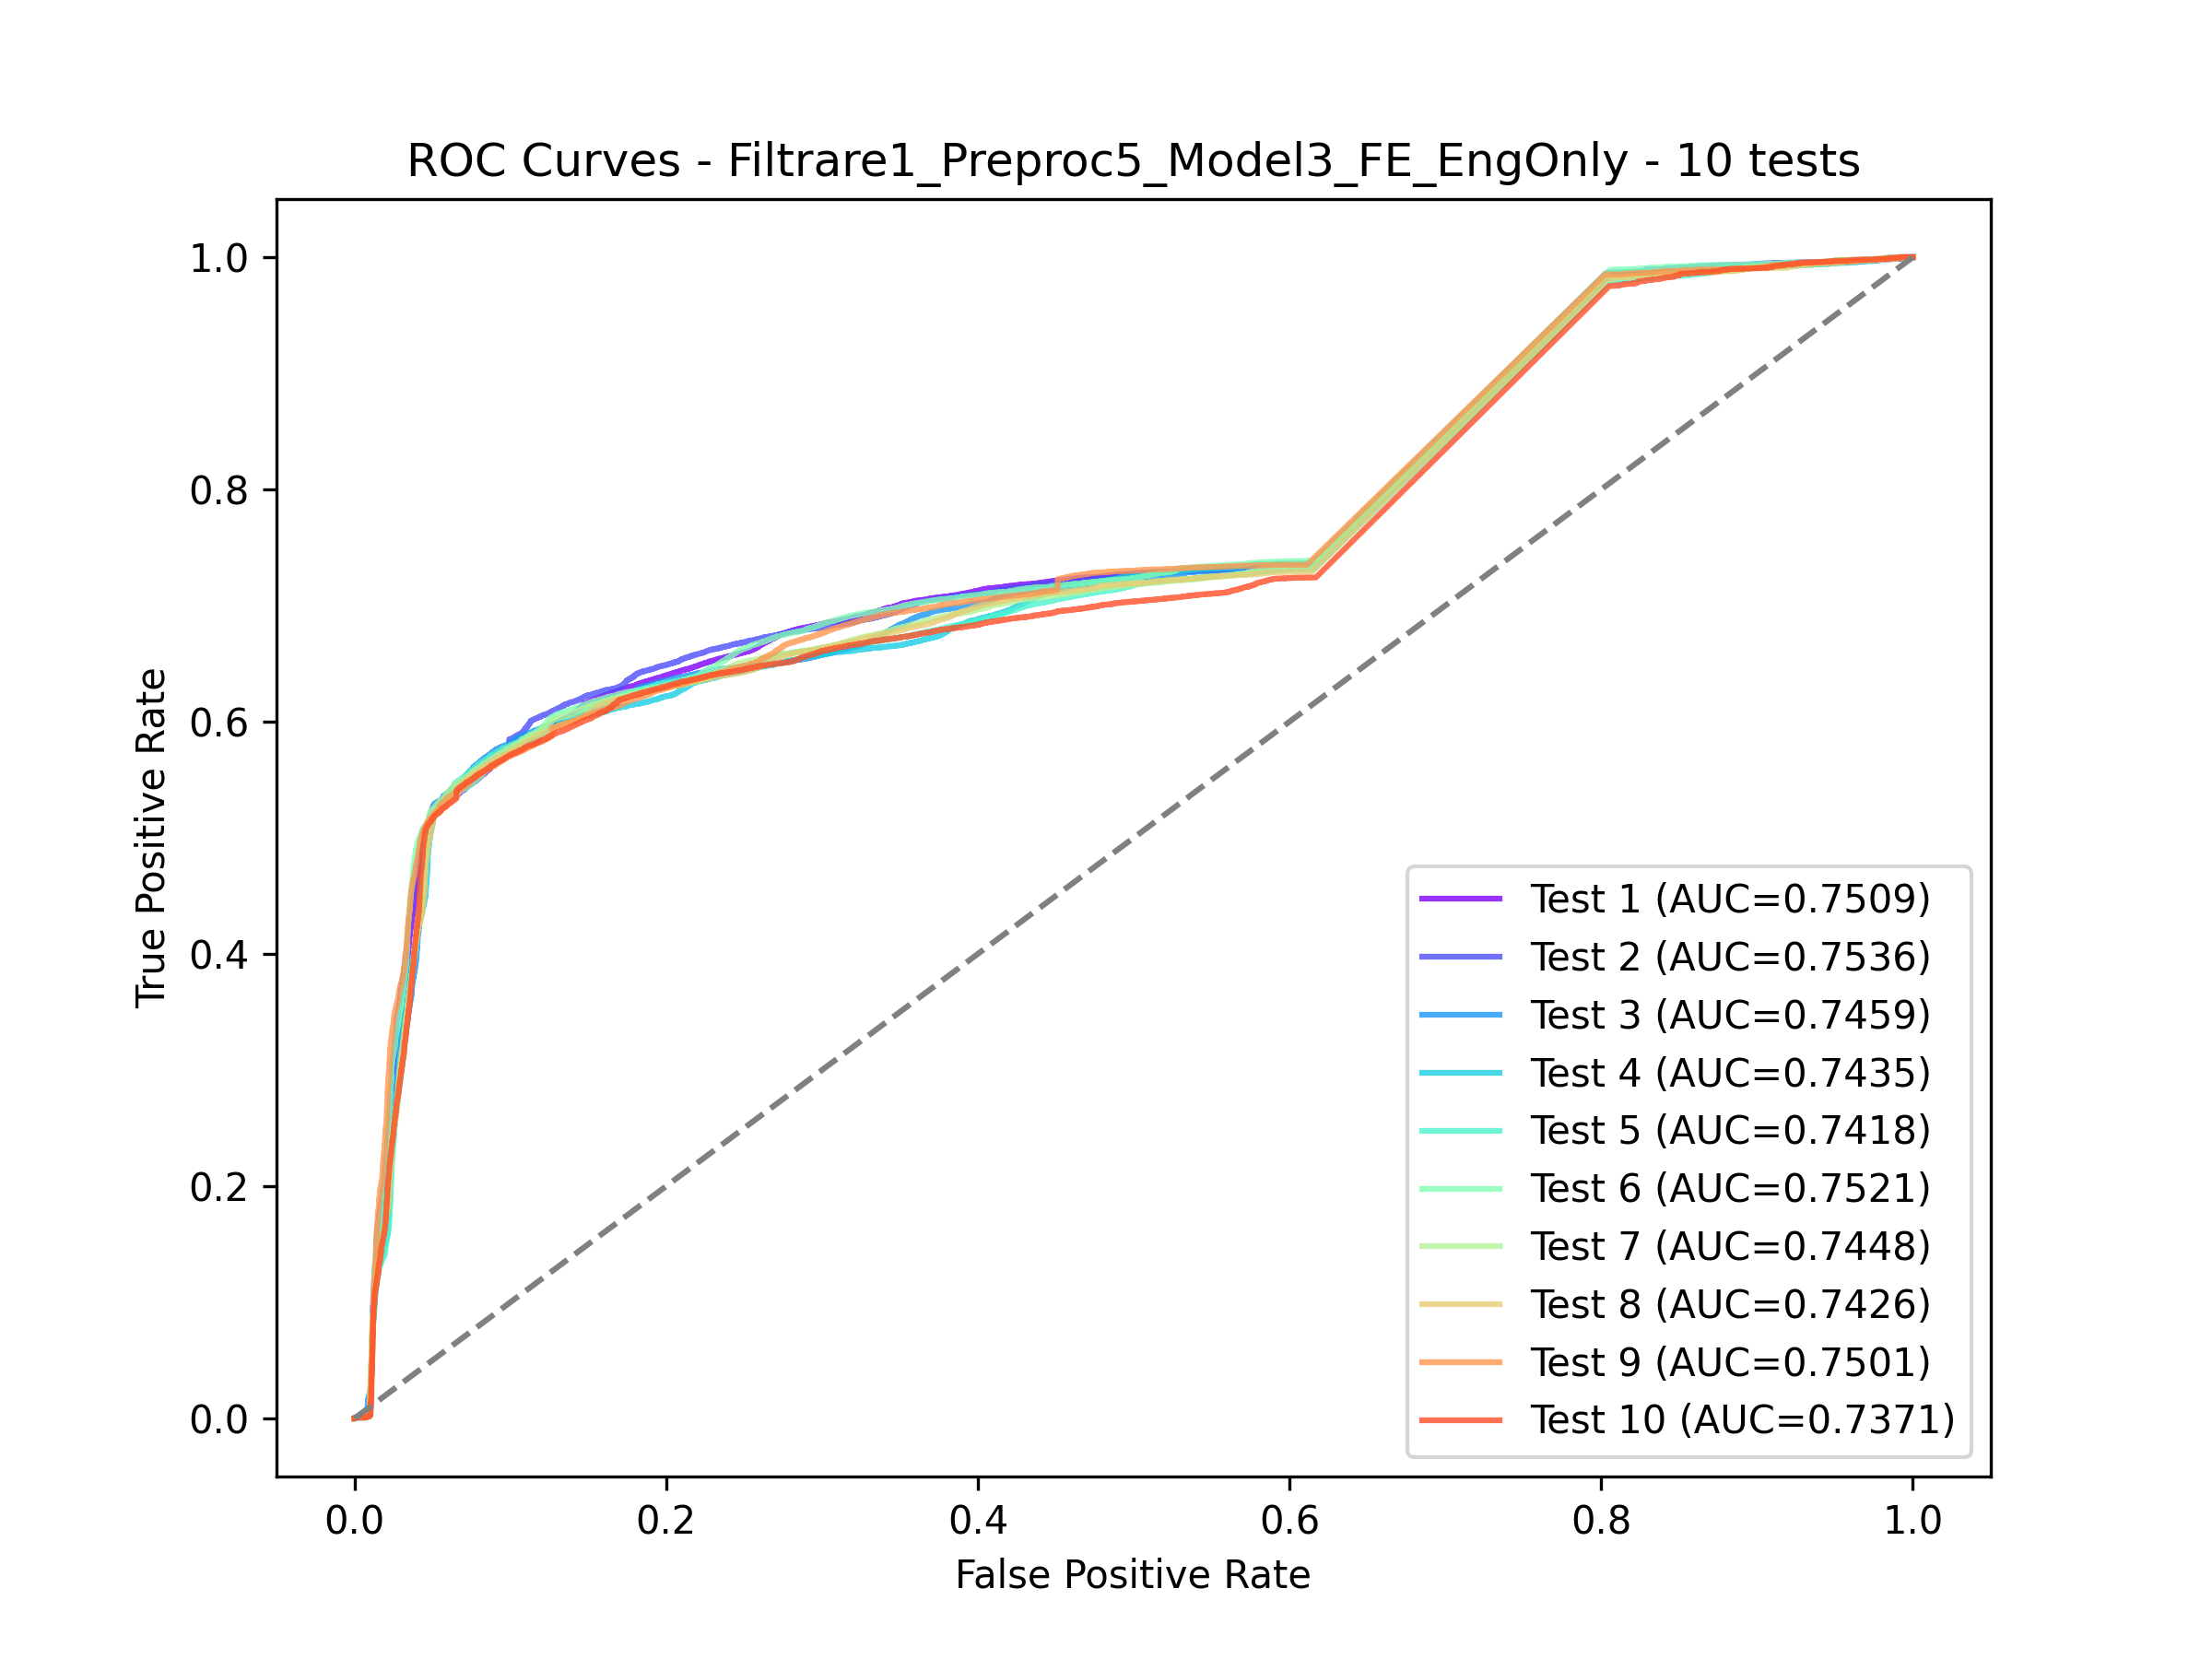 ROC Curves - Filtrare1_Preproc5_Model3_FE_EngOnly - 10 tests
True Positive Rate
1.0
0.8
0.6
0.4
0.2
0.0
0.0 0.2 0.4 0.6 0.8 1.0
False Positive Rate
Test 1 (AUC=0.7509)
Test 2 (AUC=0.7536)
Test 3 (AUC=0.7459)
Test 4 (AUC=0.7435)
Test 5 (AUC=0.7418)
Test 6 (AUC=0.7521)
Test 7 (AUC=0.7448)
Test 8 (AUC=0.7426)
Test 9 (AUC=0.7501)
Test 10 (AUC=0.7371)